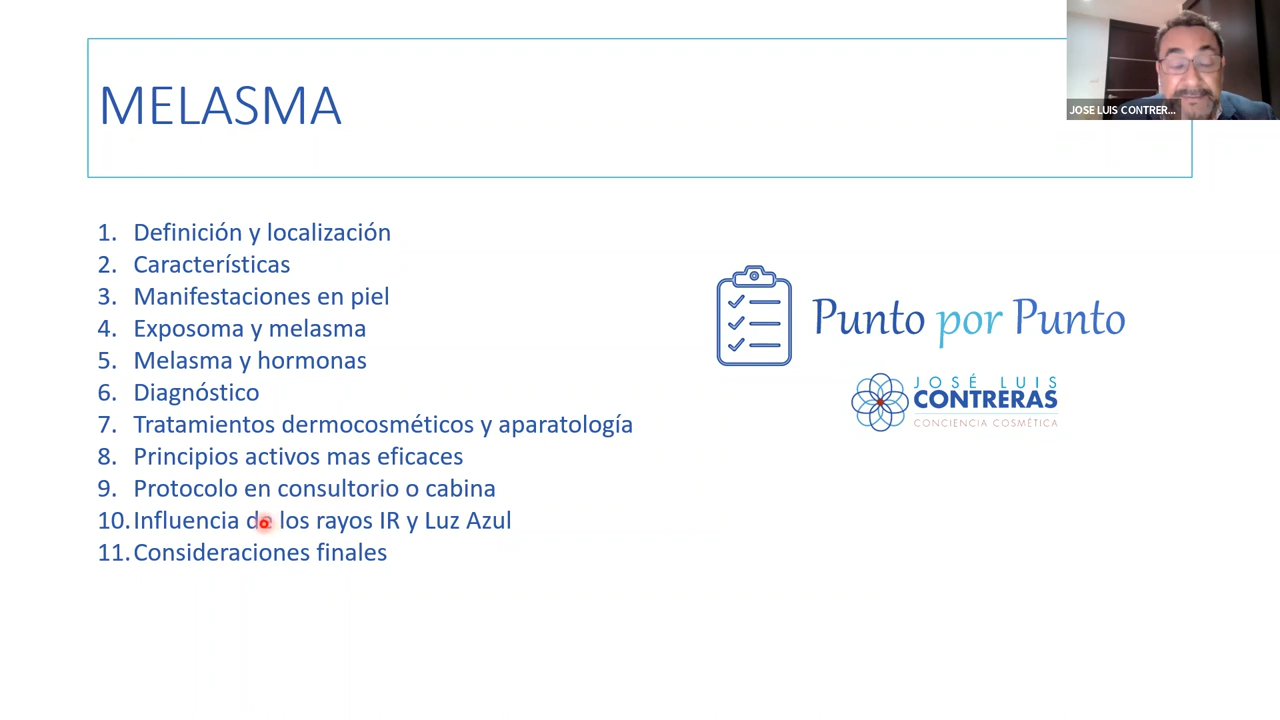 MELASMA
JOSE LUIS CONTRER...
1. Definición y localización
2. Características
3. Manifestaciones en piel
4. Exposoma y melasma
5. Melasma y hormonas
6. Diagnóstico
7. Tratamientos dermocosméticos y aparatología
8. Principios activos mas eficaces
9. Protocolo en consultorio o cabina
10. Influencia de los rayos IR y Luz Azul
11. Consideraciones finales
Punto por Punto
JOSÉ LUIS
CONTRERAS
CONCIENCIA COSMÉTICA